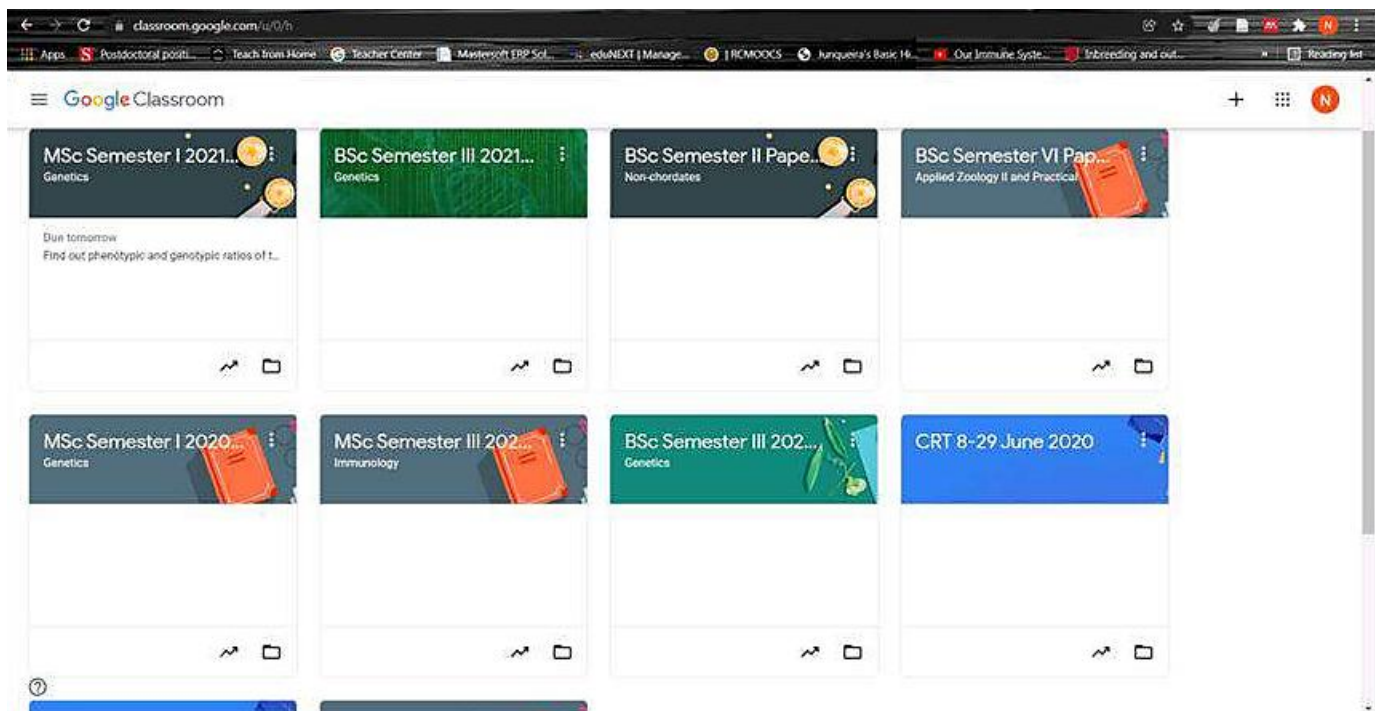 classroom.google.com/u/0/h
Apps Postdoctoral positi... Teach from Home Teacher Center Mastersoft ERP Sol... eduNEXT | Manage... | RCMOOCS Junqueira's Basic Hi... Our Immune Syste... Inbreeding and out... » Reading list
Google Classroom
N
MSc Semester I 2021...
Genetics
BSc Semester III 2021...
Genetics
BSc Semester II Pape...
Non-chordates
BSc Semester VI Pap...
Applied Zoology II and Practical
Due tomorrow
Find out phenotypic and genotypic ratios of t...
MSc Semester I 2020...
Genetics
MSc Semester III 202...
Immunology
BSc Semester III 202...
Genetics
CRT 8-29 June 2020